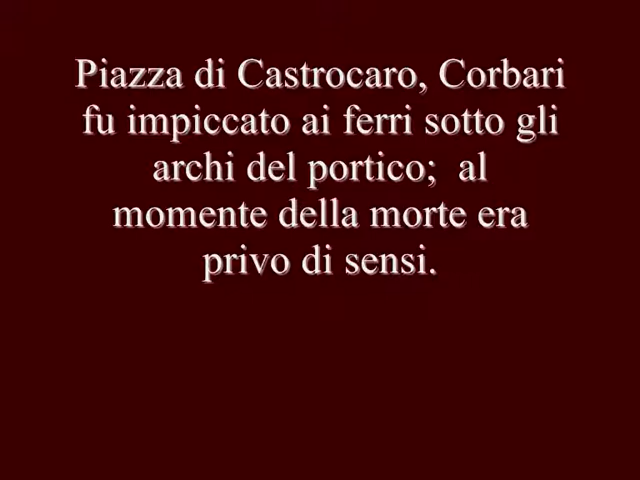 Piazza di Castrocaro, Corbari
fu impiccato ai ferri sotto gli
archi del portico;  al
momente della morte era
privo di sensi.